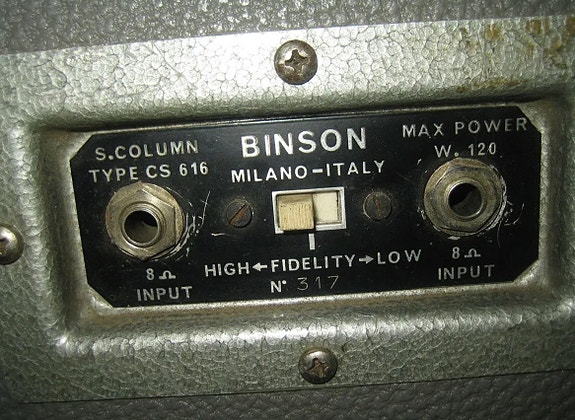 S.COLUMN
TYPE CS 616
8 Ω
INPUT
BINSON
MILANO-ITALY
HIGH ← FIDELITY → LOW
N° 317
MAX POWER
W. 120
8 Ω
INPUT